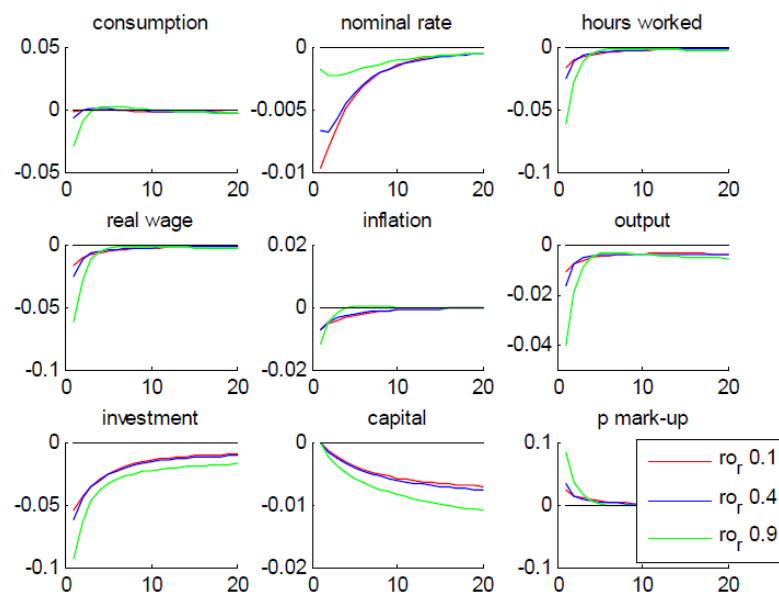 consumption nominal rate hours worked
0.05 0 0
0 -0.005 -0.05
-0.05 -0.01 -0.1
0 10 20 0 10 20 0 10 20
real wage inflation output
0 0.02 0
-0.05 0 -0.02
-0.1 -0.02 -0.04
0 10 20 0 10 20 0 10 20
investment capital p mark-up
0 0 0.1
-0.05 -0.01 0
-0.1 -0.02 -0.1
0 10 20 0 10 20 0 10 20
ro_r 0.1
ro_r 0.4
ro_r 0.9